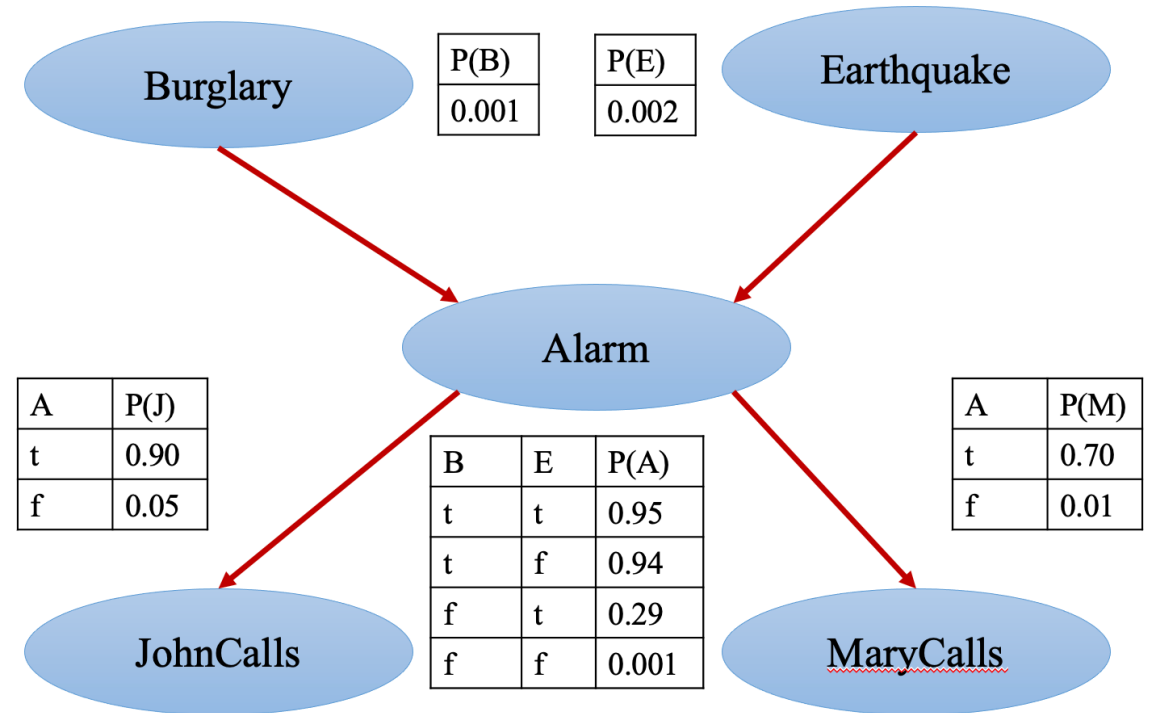 Burglary
P(B)
0.001
P(E)
0.002
Earthquake
Alarm
A P(J)
t 0.90
f 0.05
B E P(A)
t t 0.95
t f 0.94
f t 0.29
f f 0.001
A P(M)
t 0.70
f 0.01
JohnCalls
MaryCalls